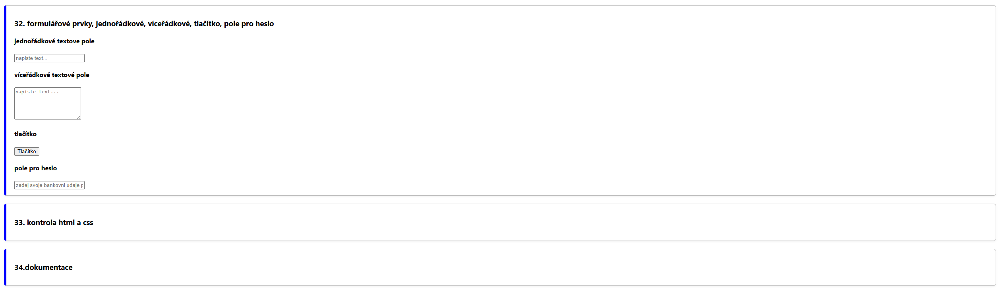 32. formulářové prvky, jednořádkové, víceřádkové, tlačítko, pole pro heslo
jednořádkové textove pole
napiste text...
víceřádkové textové pole
napiste text...
tlačítko
Tlačítko
pole pro heslo
zadej svoje bankovni udaje p
33. kontrola html a css
34.dokumentace